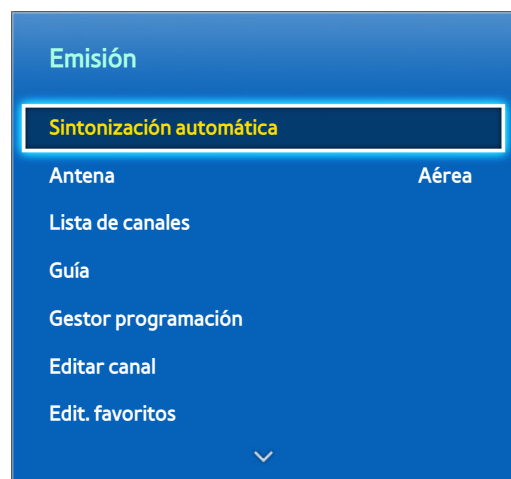 Emisión
Sintonización automática
Antena Aérea
Lista de canales
Guía
Gestor programación
Editar canal
Edit. favoritos